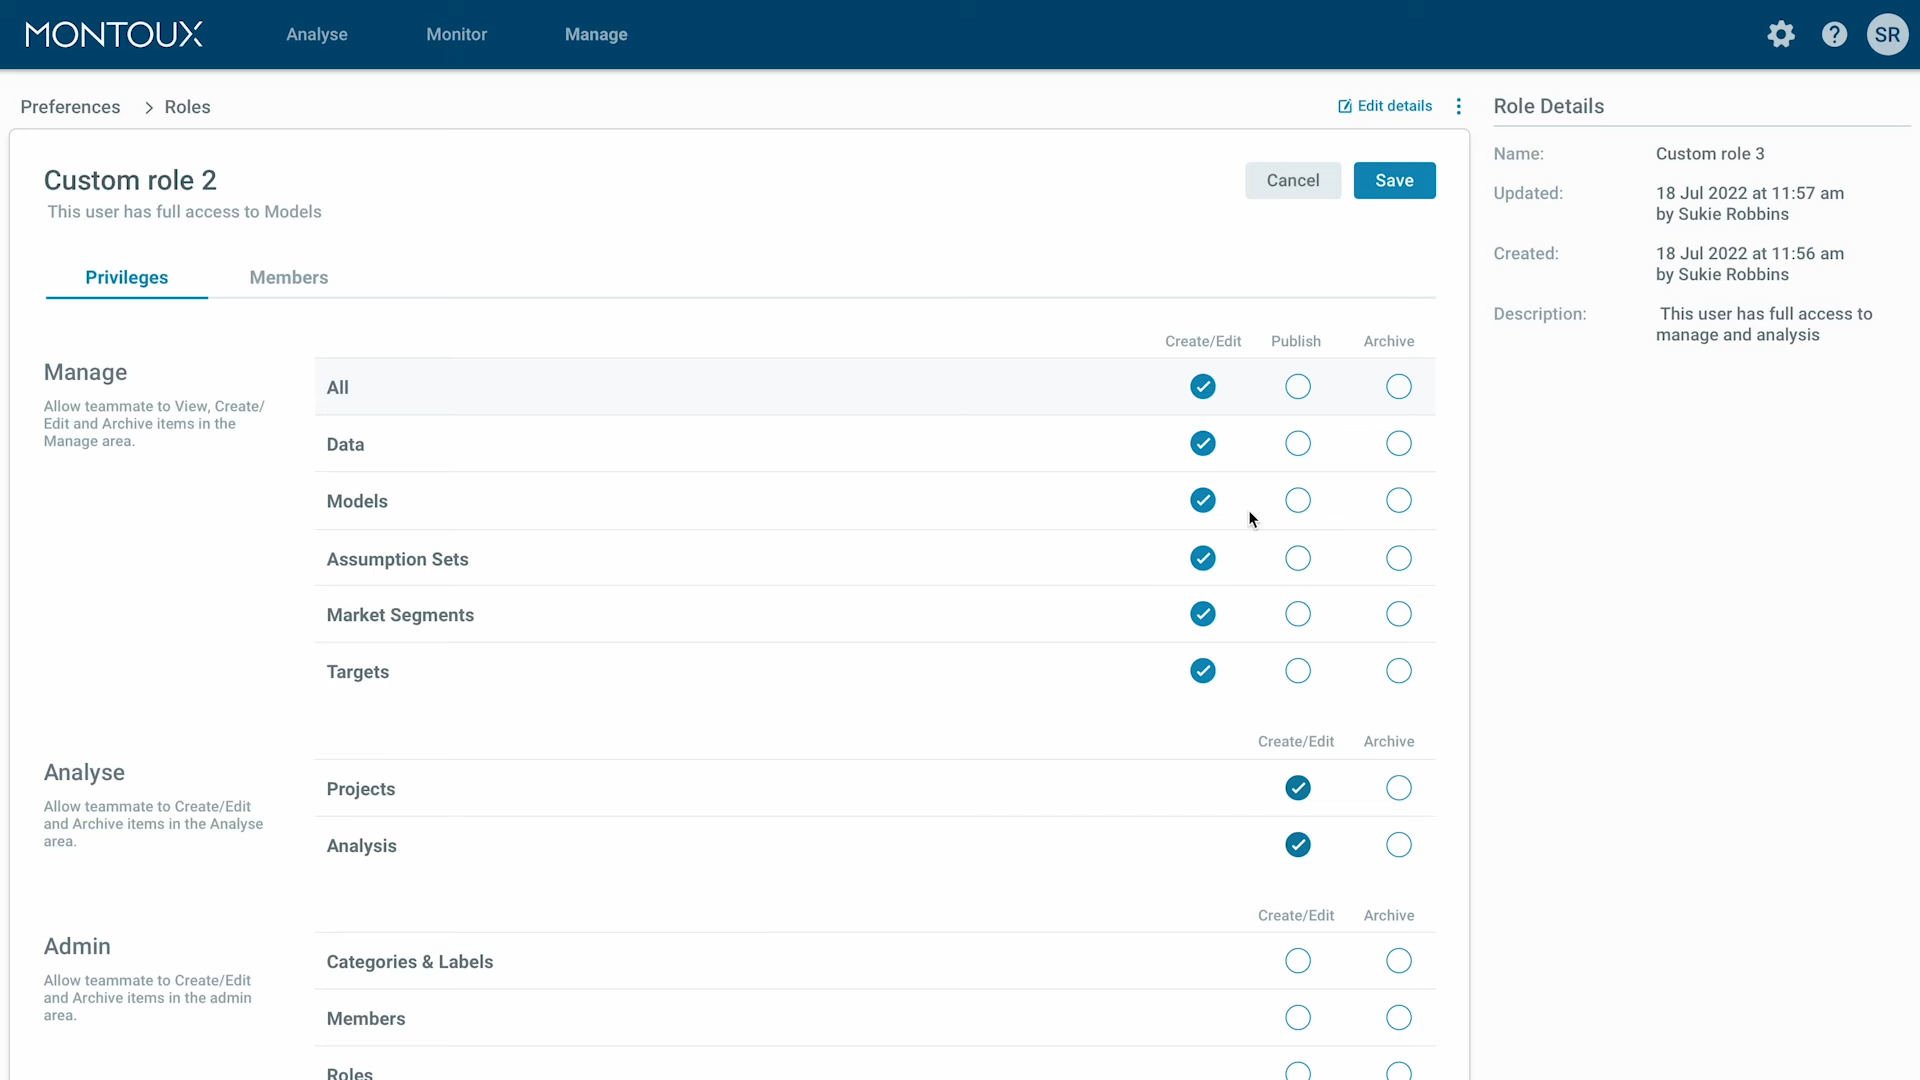 MONTOUX Analyse Monitor Manage ? SR
Preferences > Roles Edit details Role Details
Custom role 2 Cancel Save
This user has full access to Models
Privileges Members
Create/Edit Publish Archive
Manage
Allow teammate to View, Create/
Edit and Archive items in the
Manage area.
All
Data
Models
Assumption Sets
Market Segments
Targets
Create/Edit Archive
Analyse
Allow teammate to Create/Edit
and Archive items in the Analyse
area.
Projects
Analysis
Create/Edit Archive
Admin
Allow teammate to Create/Edit
and Archive items in the admin
area.
Categories & Labels
Members
Roles
Name: Custom role 3
Updated: 18 Jul 2022 at 11:57 am
by Sukie Robbins
Created: 18 Jul 2022 at 11:56 am
by Sukie Robbins
Description: This user has full access to
manage and analysis